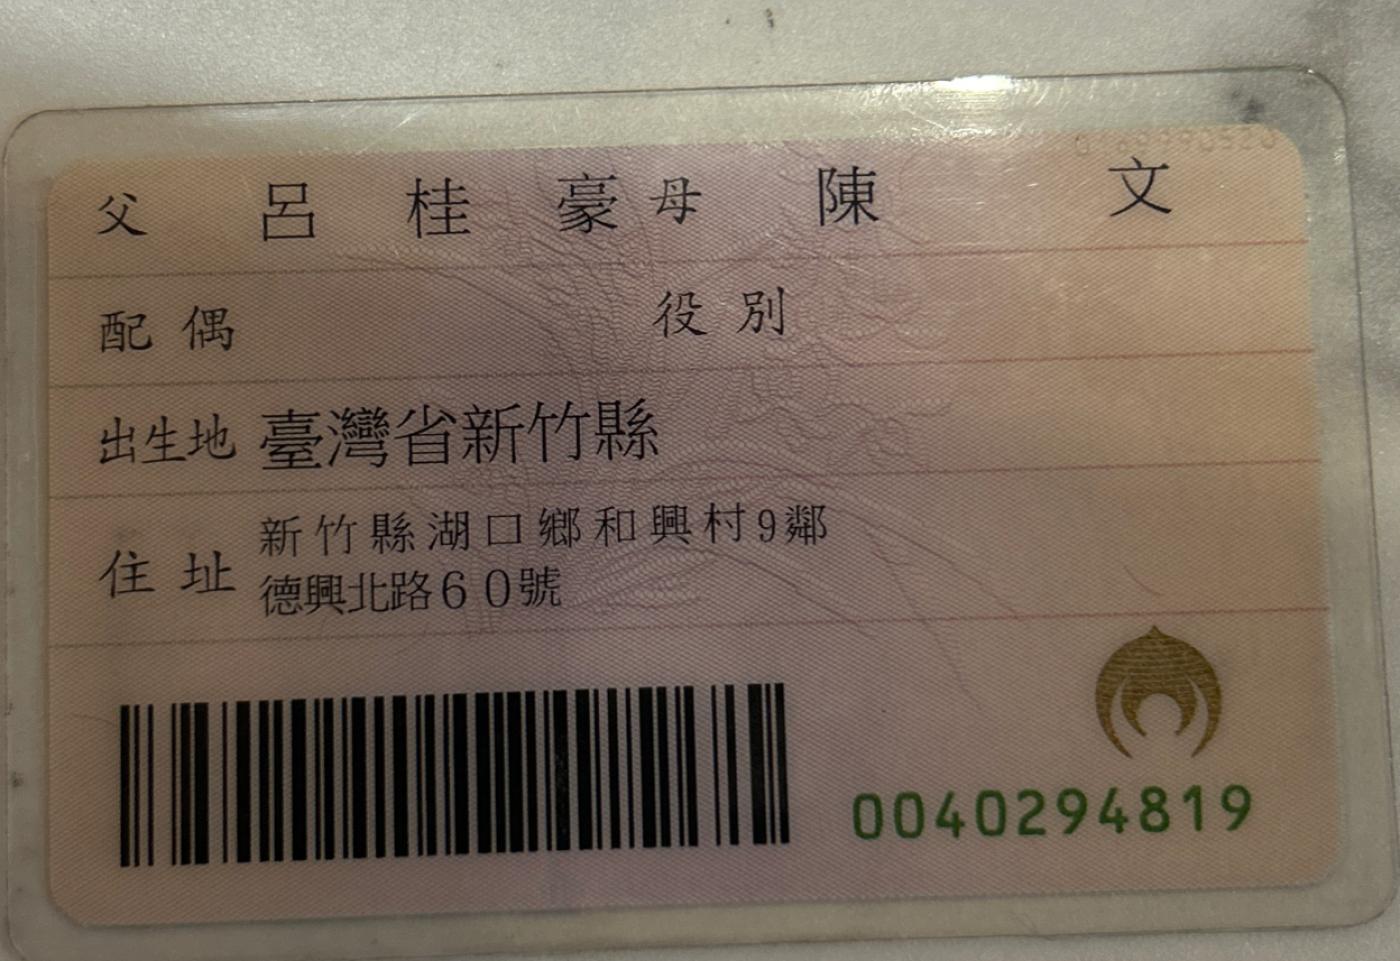 父 呂桂豪 母 陳文
配偶 役別
出生地 臺灣省新竹縣
住址 新竹縣湖口鄉和興村9鄰
德興北路60號
0040294819